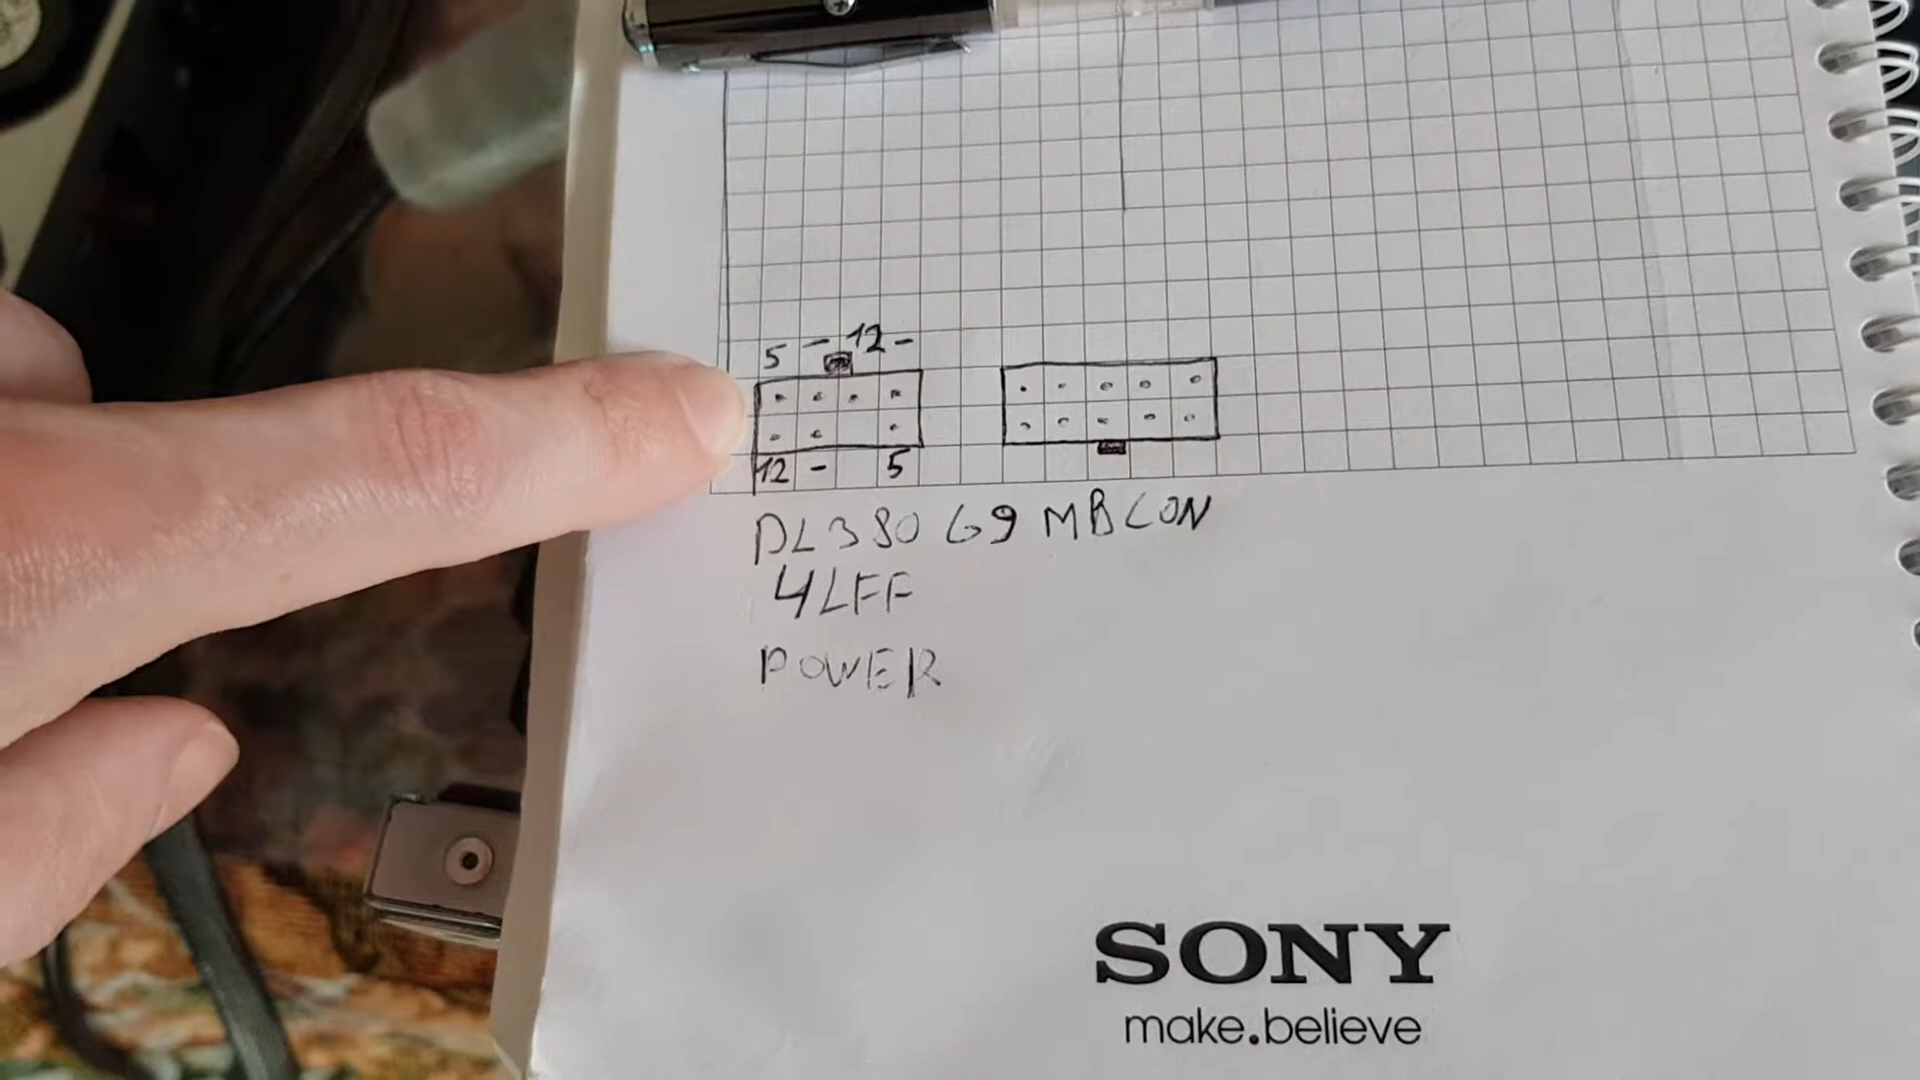 5 - 12 -
12 - 5
DL380 G9 MB CON
4LFF
POWER
SONY
make.believe